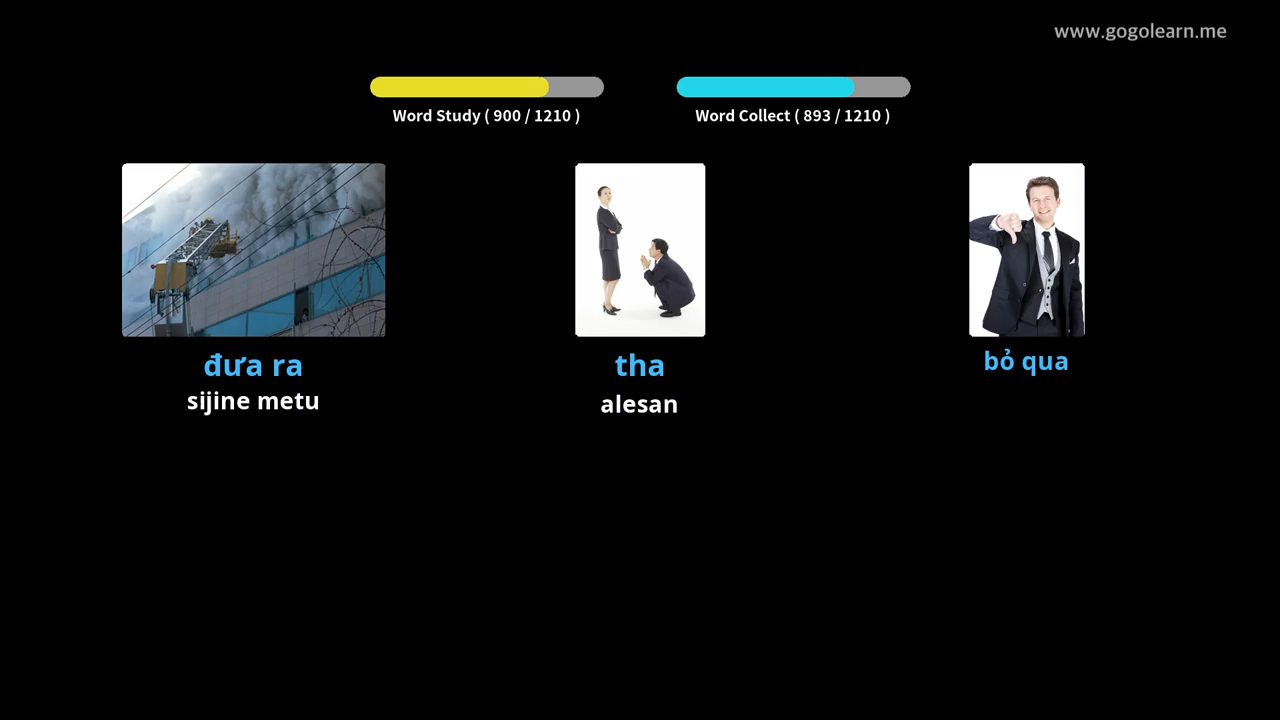 www.gogolearn.me
Word Study ( 900 / 1210 )
Word Collect ( 893 / 1210 )
đưa ra
sijine metu
tha
alesan
bỏ qua